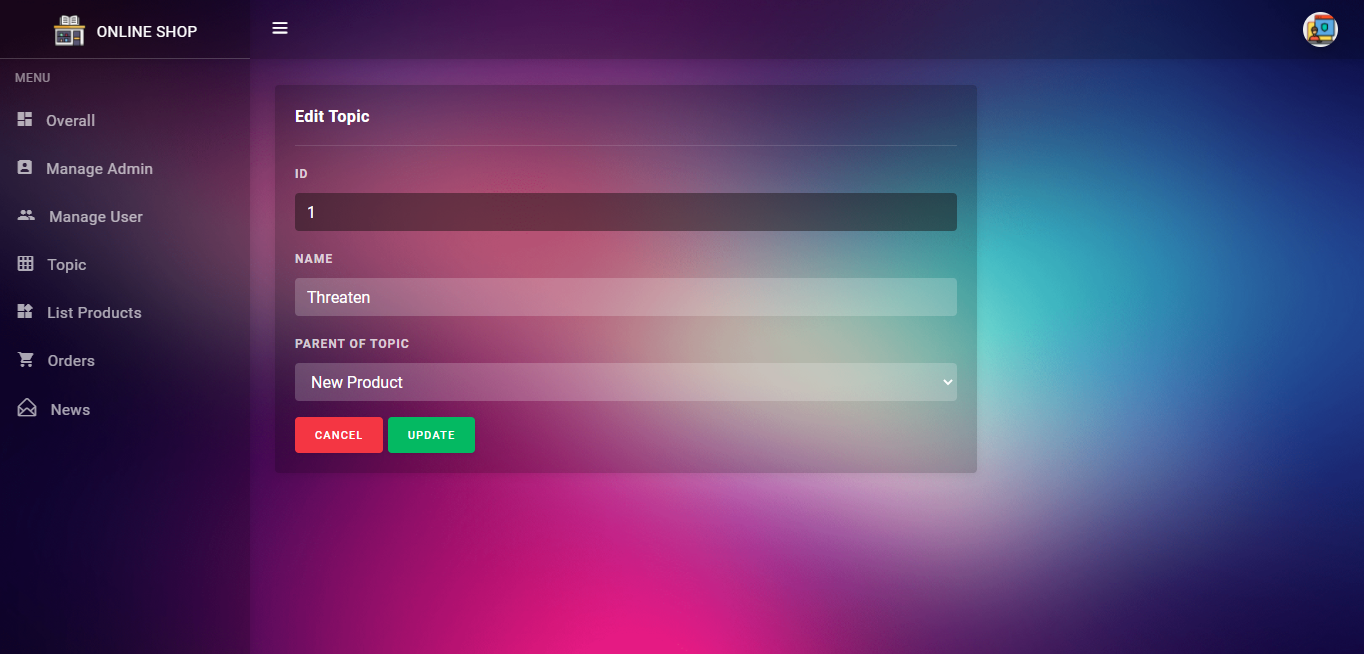 ONLINE SHOP
MENU
Overall
Manage Admin
Manage User
Topic
List Products
Orders
News
Edit Topic
ID
1
NAME
Threaten
PARENT OF TOPIC
New Product
CANCEL UPDATE